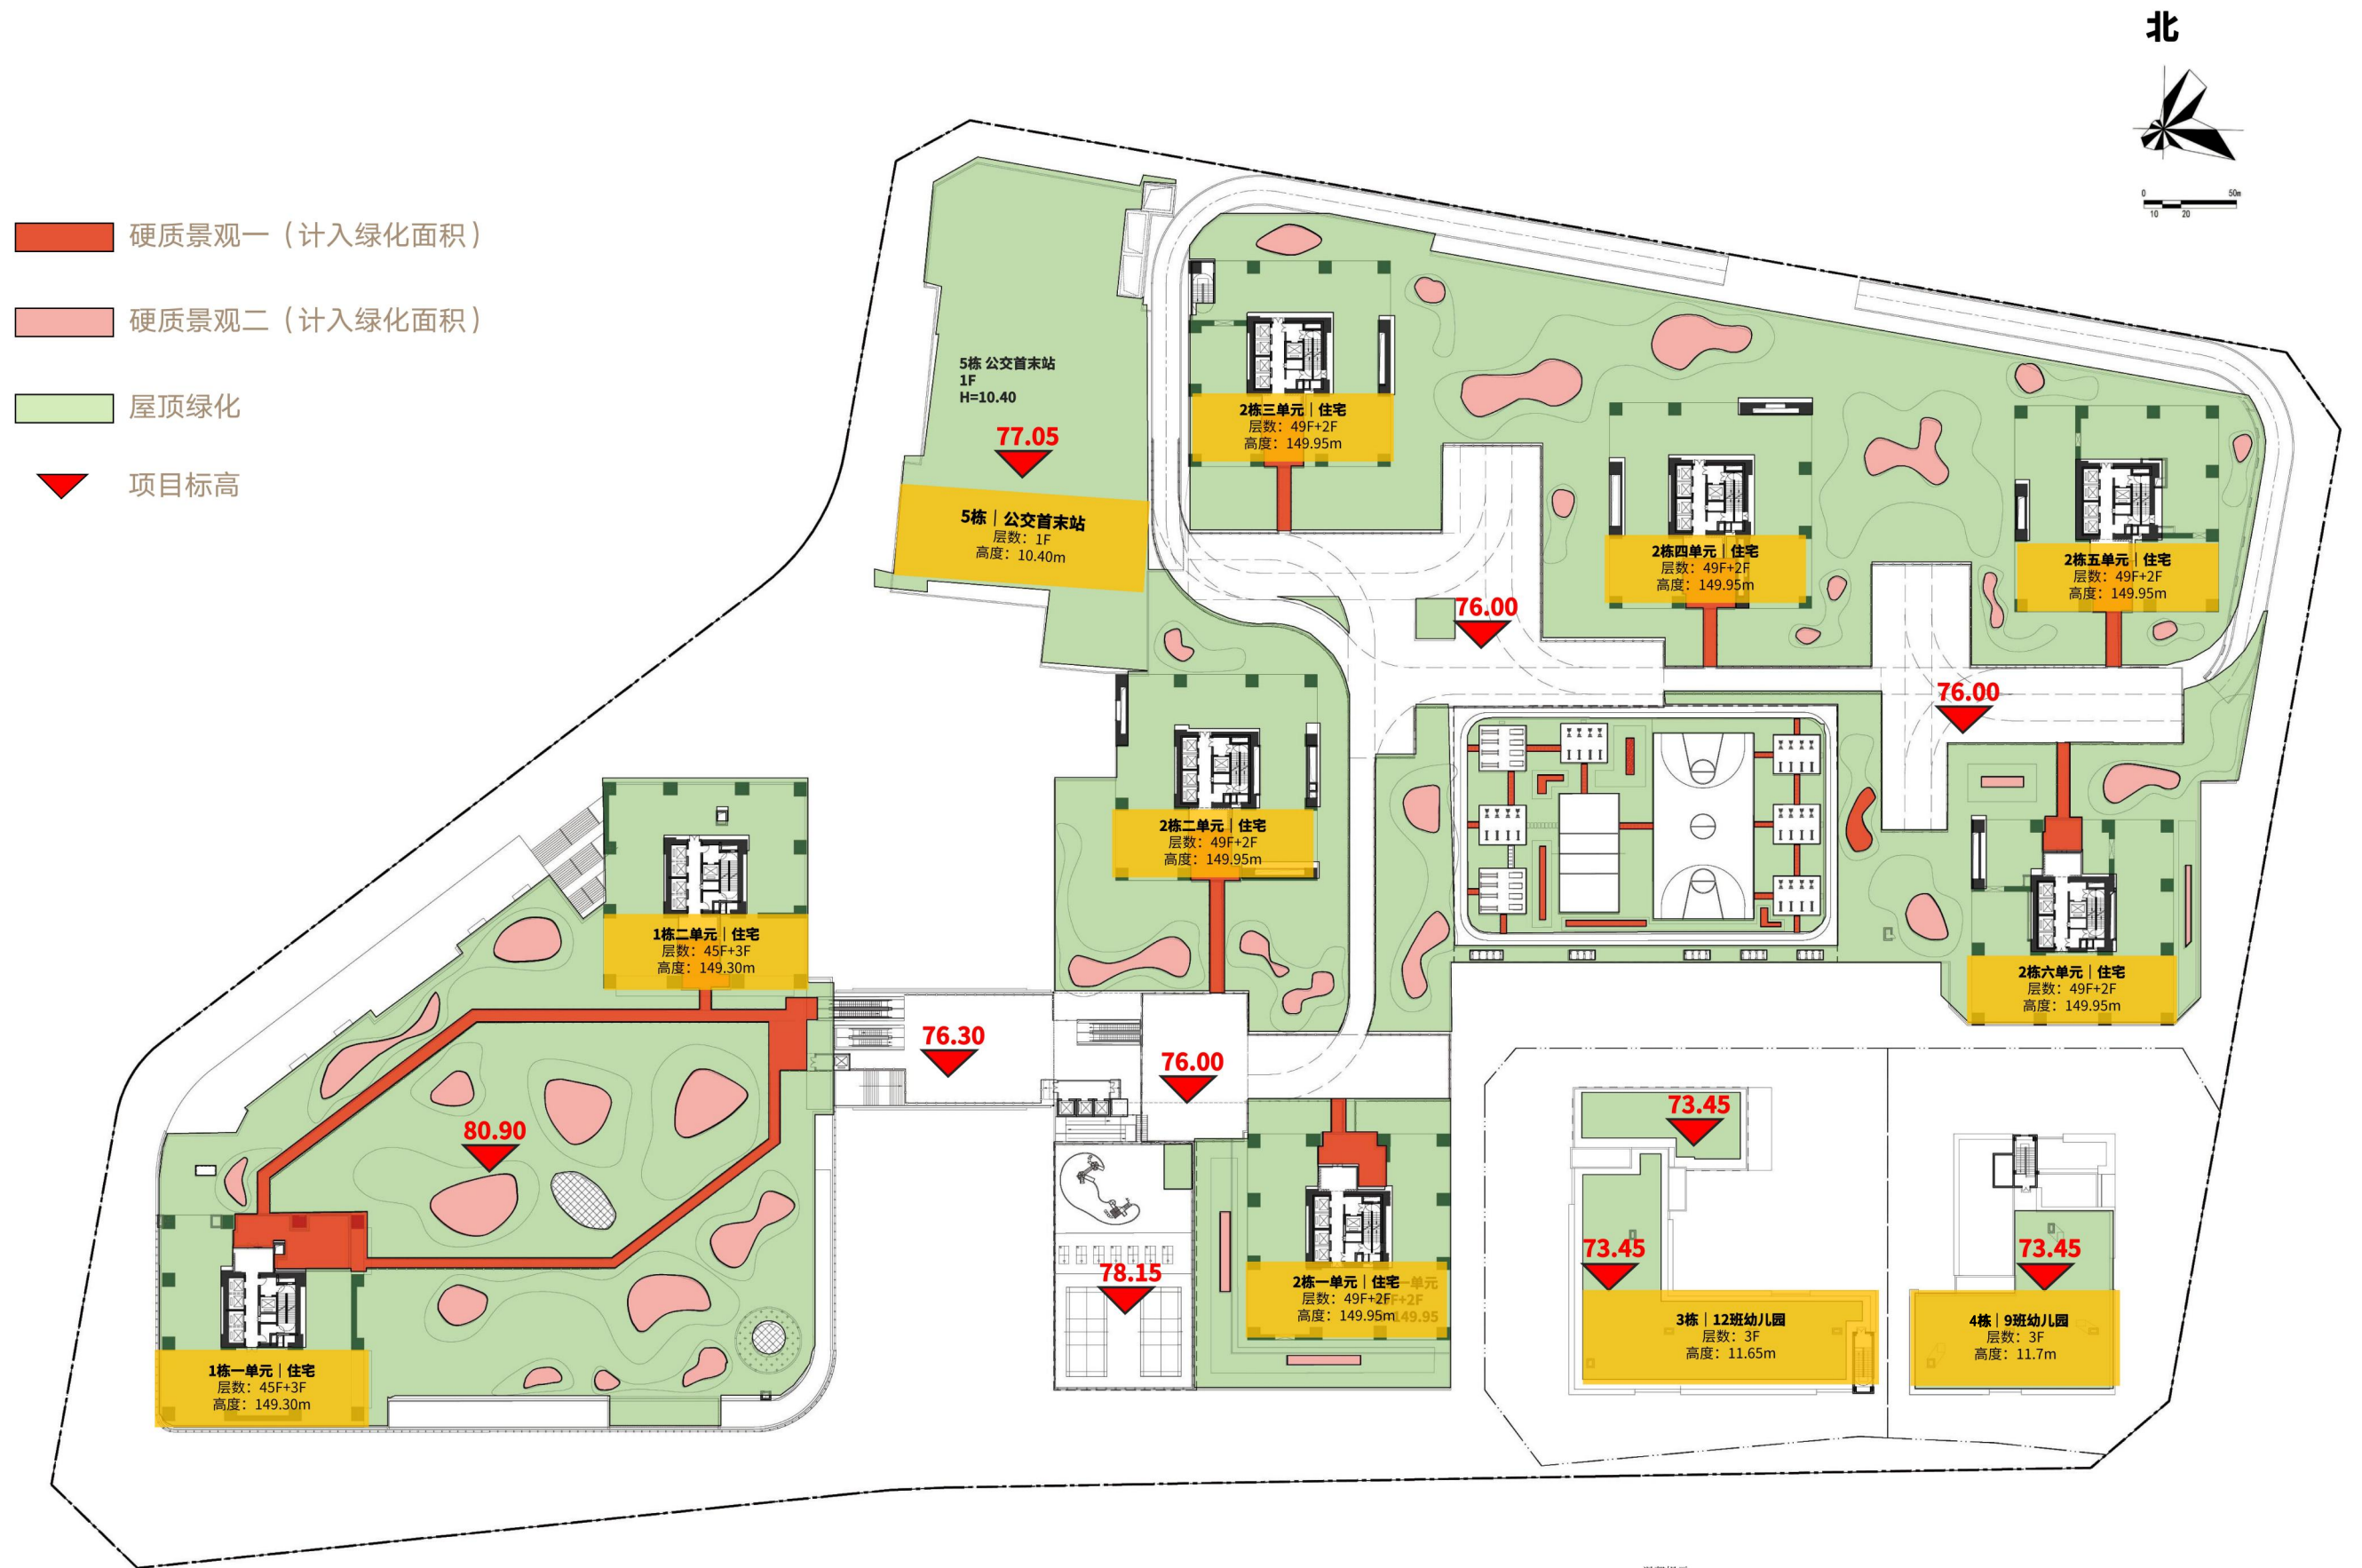 北
0 50m
10 20
硬质景观一（计入绿化面积）
硬质景观二（计入绿化面积）
屋顶绿化
项目标高
5栋 公交首末站
1F
H=10.40
77.05
5栋｜公交首末站
层数：1F
高度：10.40m
2栋三单元｜住宅
层数：49F+2F
高度：149.95m
2栋四单元｜住宅
层数：49F+2F
高度：149.95m
2栋五单元｜住宅
层数：49F+2F
高度：149.95m
76.00
76.00
2栋二单元｜住宅
层数：49F+2F
高度：149.95m
1栋二单元｜住宅
层数：45F+3F
高度：149.30m
2栋六单元｜住宅
层数：49F+2F
高度：149.95m
76.30
76.00
80.90
73.45
73.45
73.45
78.15
2栋一单元｜住宅
层数：49F+2F
高度：149.95m
一单元
F+2F
149.95
3栋｜12班幼儿园
层数：3F
高度：11.65m
4栋｜9班幼儿园
层数：3F
高度：11.7m
1栋一单元｜住宅
层数：45F+3F
高度：149.30m